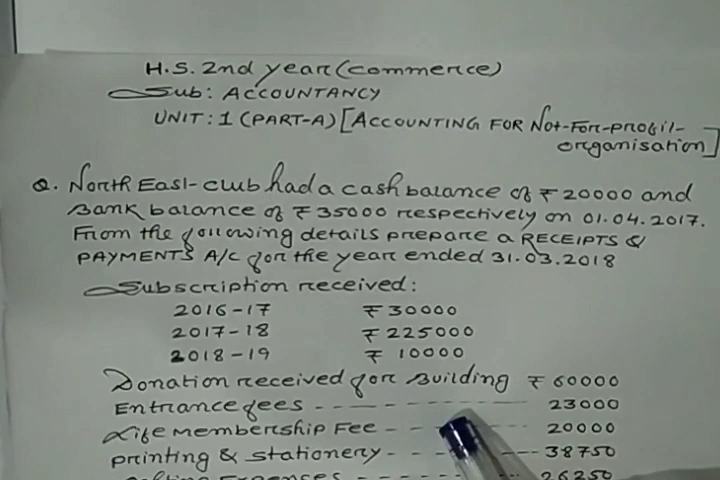 H.S. 2nd year (commerce)
Sub: ACCOUNTANCY
UNIT: 1 (PART-A) [ACCOUNTING FOR NOT-FOR-PROFIT-
organisation]
Q. North East-club had a cash balance of ₹20000 and
Bank balance of ₹35000 respectively on 01.04.2017.
From the following details prepare a RECEIPTS &
PAYMENTS A/C for the year ended 31.03.2018
Subscription received:
2016-17 ₹30000
2017-18 ₹225000
2018-19 ₹10000
Donation received for Building ₹60000
Entrance fees - - - - - - 23000
Life membership Fee - - - 20000
printing & stationery - - - - - - 38750
Expenses - - - - - - 26250